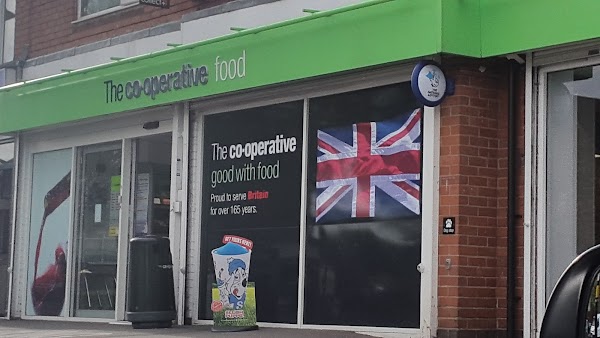 The co-operative food
The co-operative
good with food
Proud to serve Britain
for over 165 years.